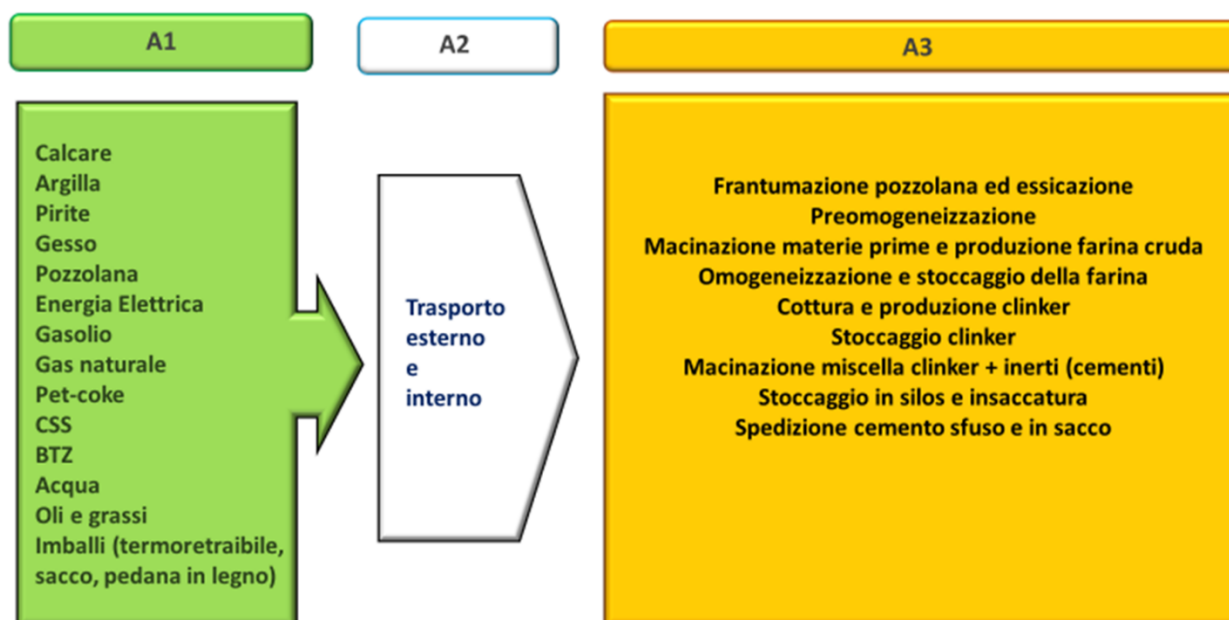 A1
A2
A3
Calcare
Argilla
Pirite
Gesso
Pozzolana
Energia Elettrica
Gasolio
Gas naturale
Pet-coke
CSS
BTZ
Acqua
Oli e grassi
Imballi (termoretraibile,
sacco, pedana in legno)
Trasporto
esterno
e
interno
Frantumazione pozzolana ed essicazione
Preomogeneizzazione
Macinazione materie prime e produzione farina cruda
Omogeneizzazione e stoccaggio della farina
Cottura e produzione clinker
Stoccaggio clinker
Macinazione miscella clinker + inerti (cementi)
Stoccaggio in silos e insaccatura
Spedizione cemento sfuso e in sacco